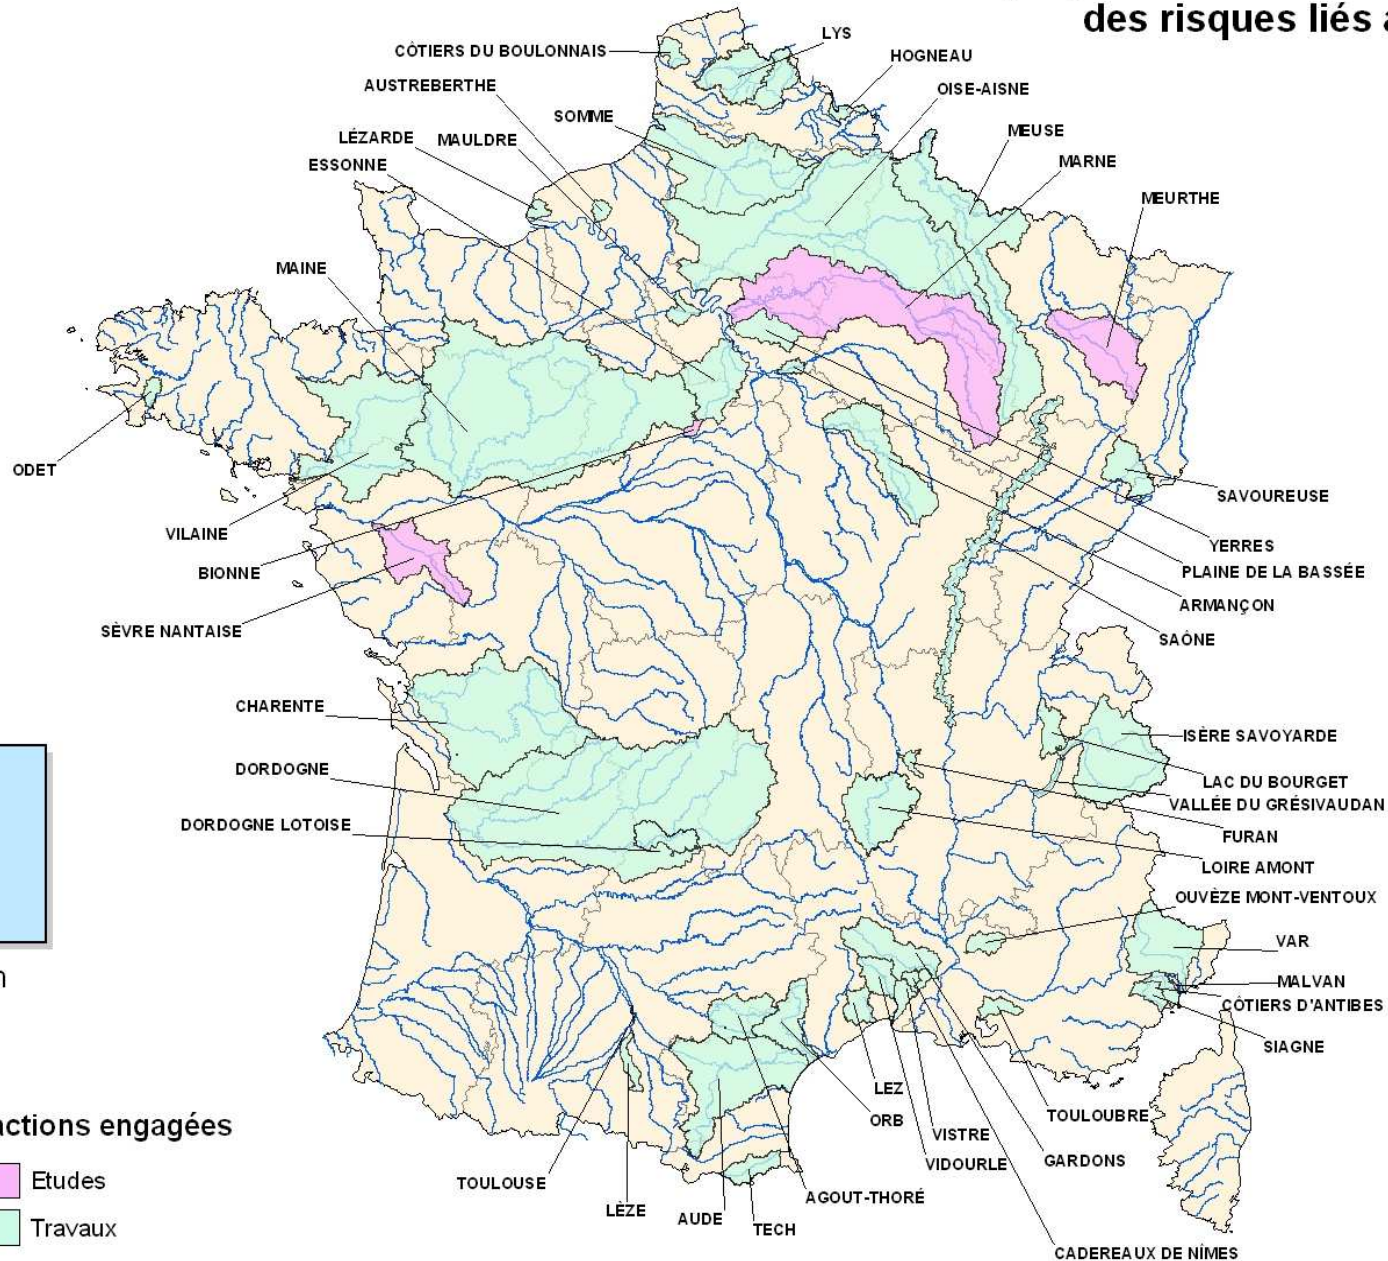 des risques liés a
LYS
CÔTIERS DU BOULONNAIS
HOGNEAU
AUSTREBERTHE
OISE-AISNE
SOMME
MEUSE
LÉZARDE
MAULDRE
MARNE
ESSONNE
MEURTHE
MAINE
ODET
SAVOUREUSE
VILAINE
YERRES
BIONNE
PLAINE DE LA BASSÉE
ARMANÇON
SÈVRE NANTAISE
SAÔNE
CHARENTE
ISÈRE SAVOYARDE
DORDOGNE
LAC DU BOURGET
VALLÉE DU GRÉSIVAUDAN
DORDOGNE LOTOISE
FURAN
LOIRE AMONT
OUVÈZE MONT-VENTOUX
VAR
MALVAN
CÔTIERS D'ANTIBES
SIAGNE
LEZ
ORB
TOULOUBRE
VISTRE
VIDOURLE
GARDONS
TOULOUSE
AGOUT-THORÉ
LÈZE
AUDE
TECH
CADEREAUX DE NÎMES
n
actions engagées
Etudes
Travaux